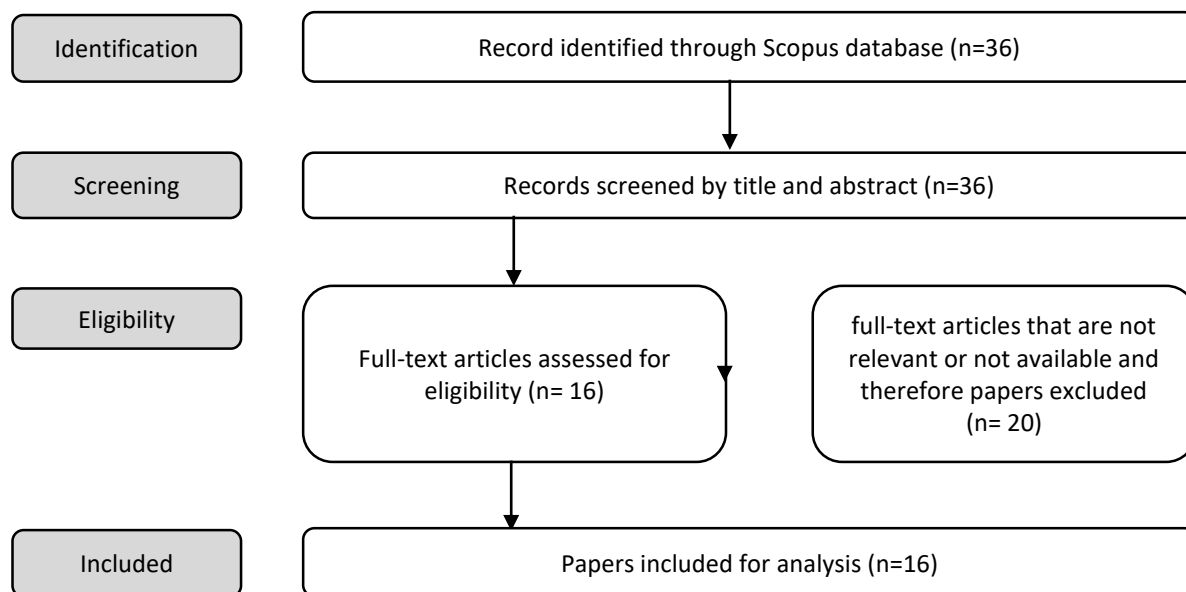 Identification
Record identified through Scopus database (n=36)
Screening
Records screened by title and abstract (n=36)
Eligibility
Full-text articles assessed for
eligibility (n= 16)
full-text articles that are not
relevant or not available and
therefore papers excluded
(n= 20)
Included
Papers included for analysis (n=16)